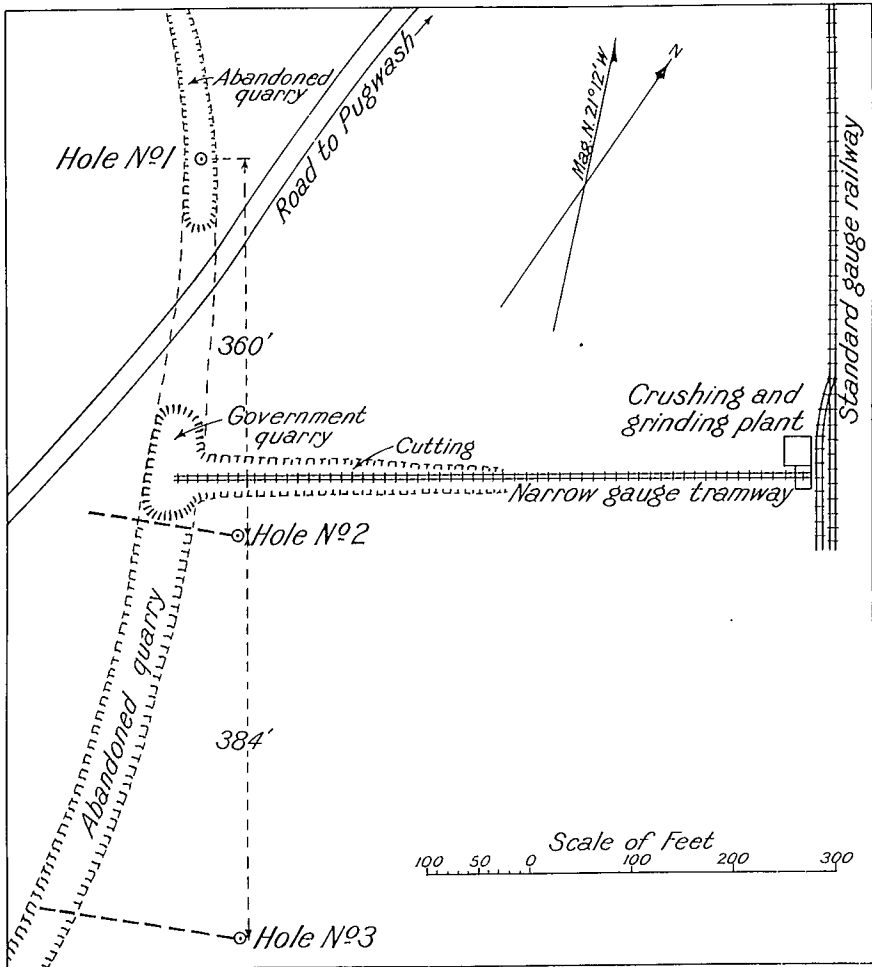 Abandoned
quarry
Hole Nº1
Road to Pugwash
Mag. N. 21°12'W
N
Standard gauge railway
360'
Government
quarry
Cutting
Crushing and
grinding plant
Narrow gauge tramway
Hole Nº2
Abandoned quarry
384'
Scale of Feet
100 50 0 100 200 300
Hole Nº3